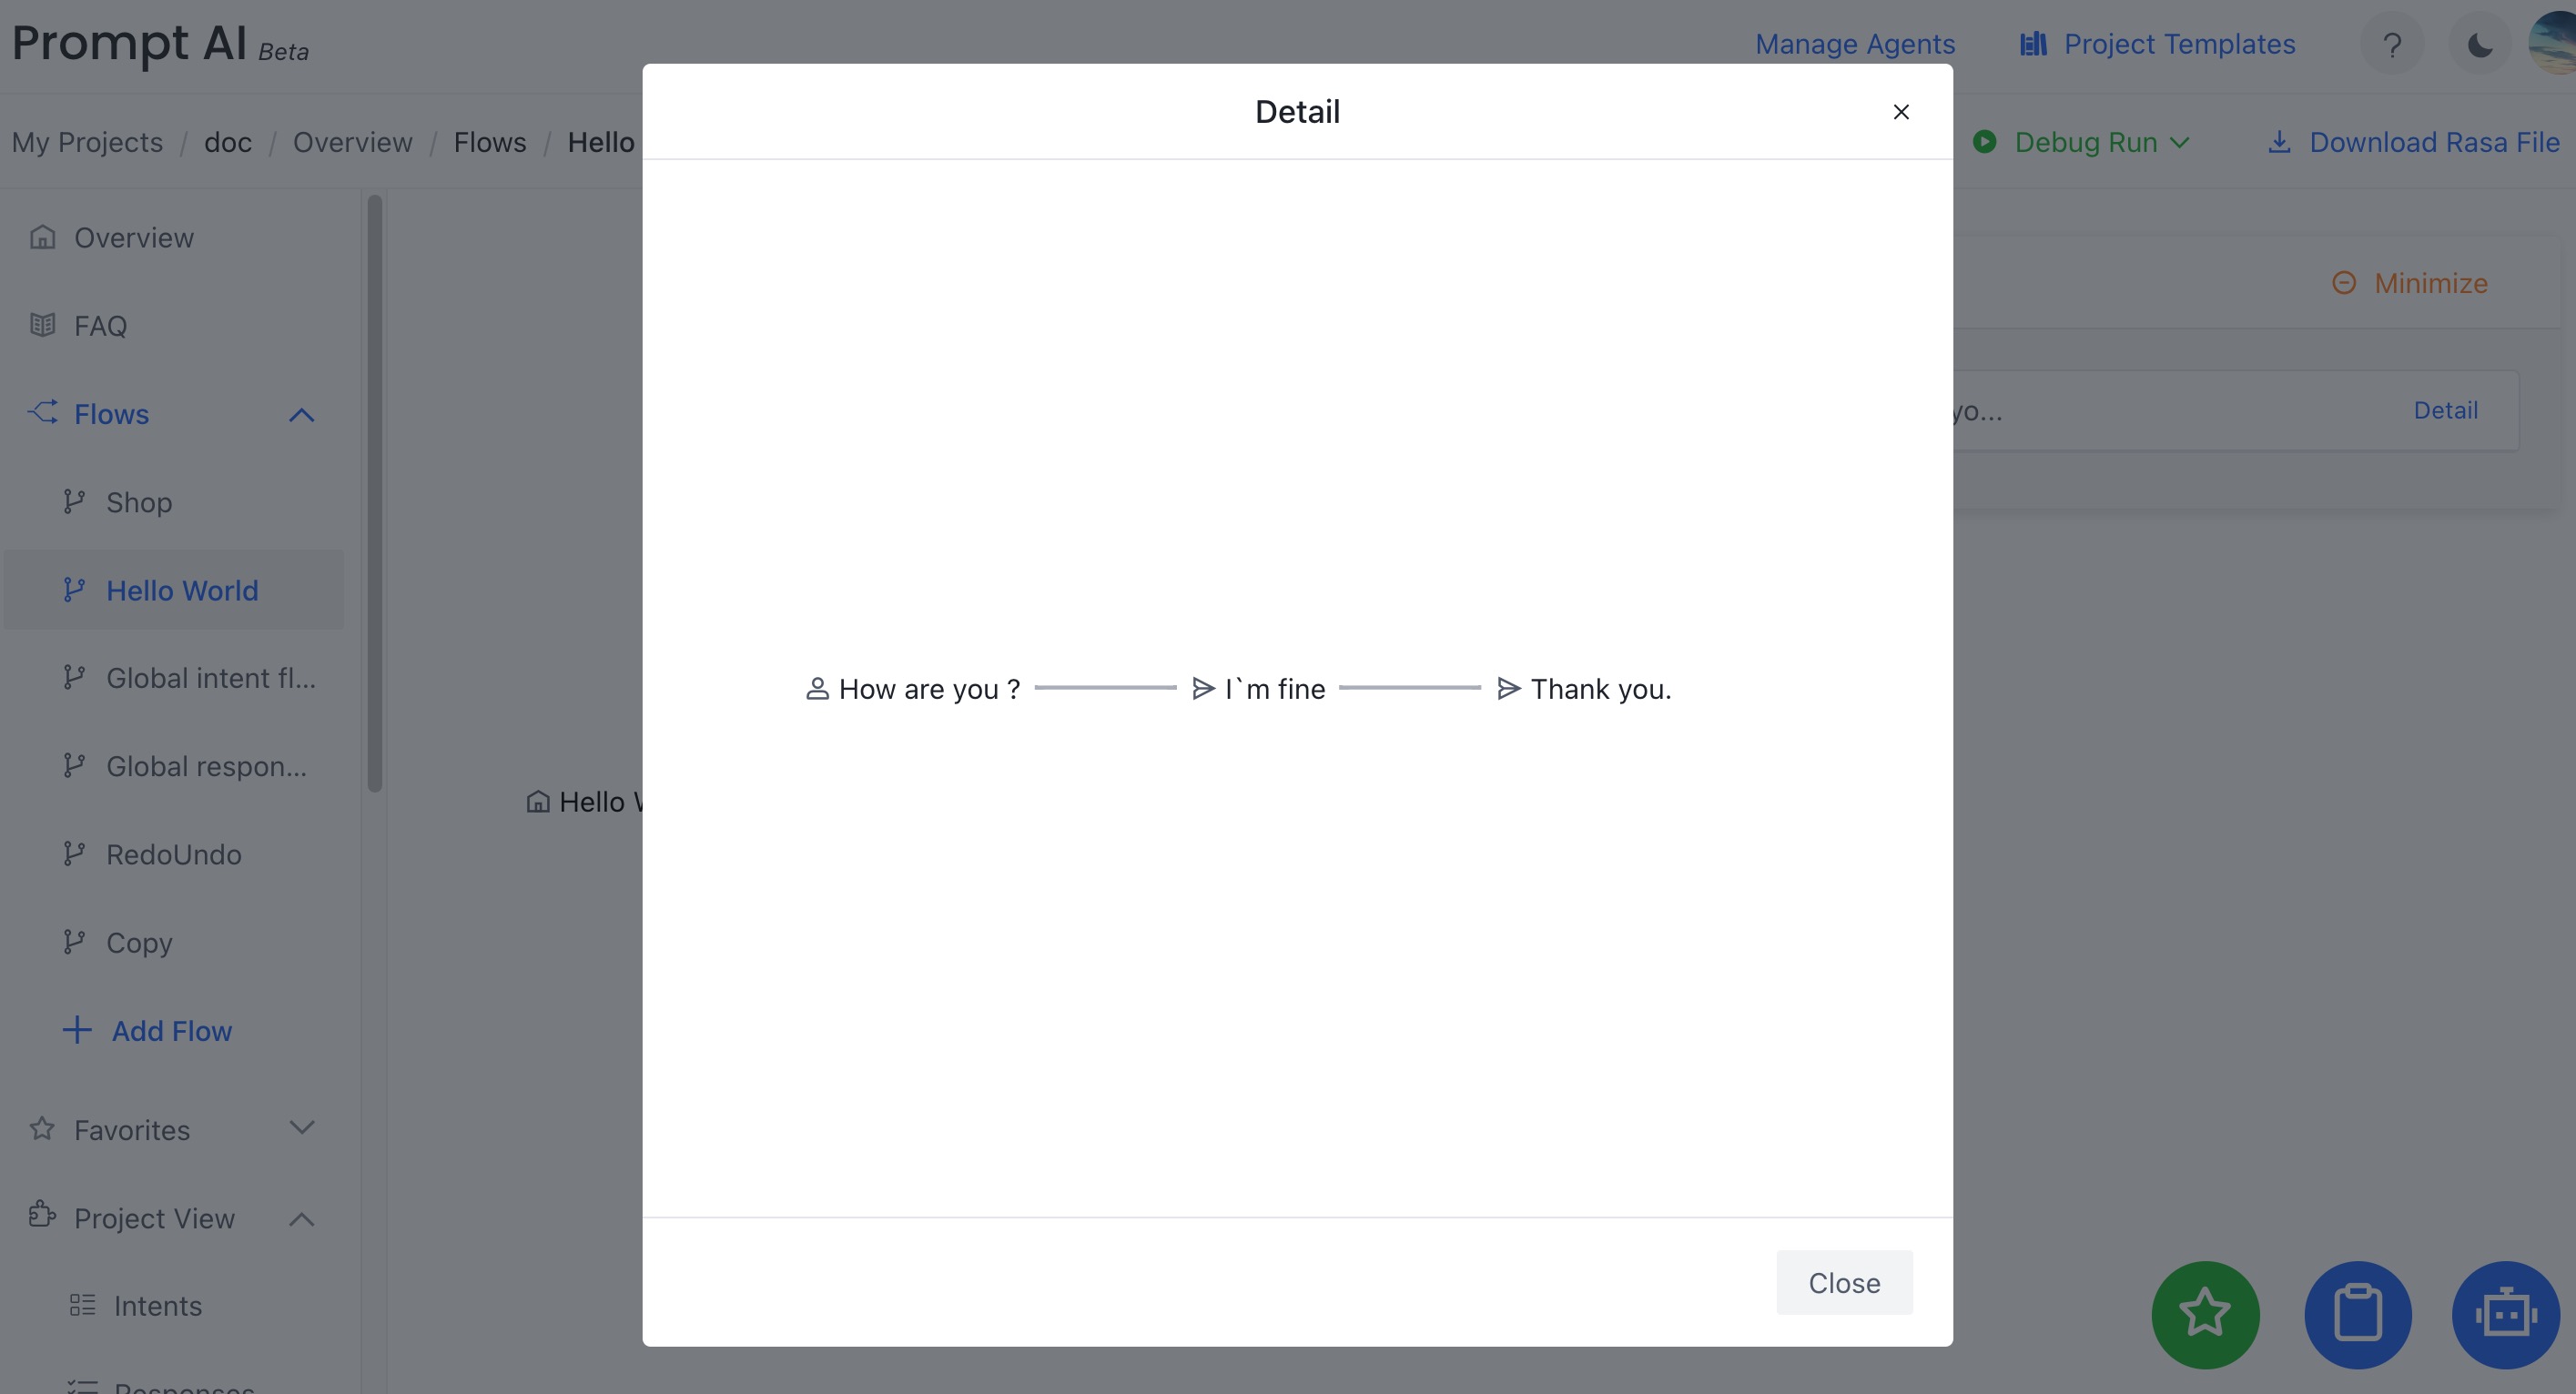 Prompt AI Beta
Manage Agents
Project Templates
?
My Projects / doc / Overview / Flows / Hello
Debug Run
Download Rasa File
Detail
Overview
FAQ
Flows
Shop
Hello World
Global intent fl...
Global respon...
RedoUndo
Copy
Add Flow
Favorites
Project View
Intents
Responses
Minimize
yo...
Detail
How are you ?
I`m fine
Thank you.
Hello
Close